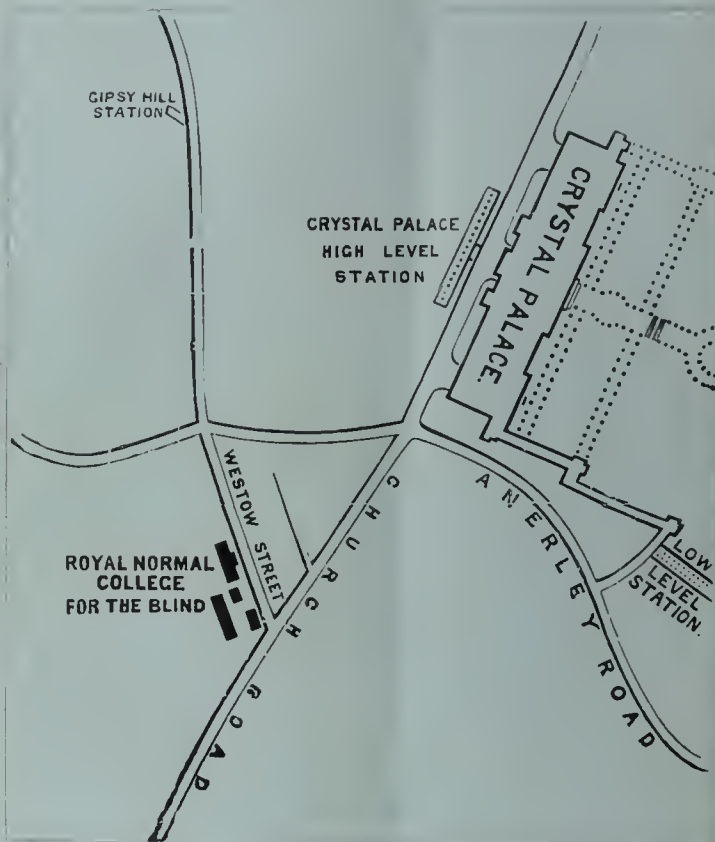 GIPSY HILL
STATION
CRYSTAL PALACE
HIGH LEVEL
STATION
CRYSTAL PALACE.
WESTOW STREET
CHURCH ROAD
ANERLEY ROAD
LOW
LEVEL
STATION.
ROYAL NORMAL
COLLEGE
FOR THE BLIND